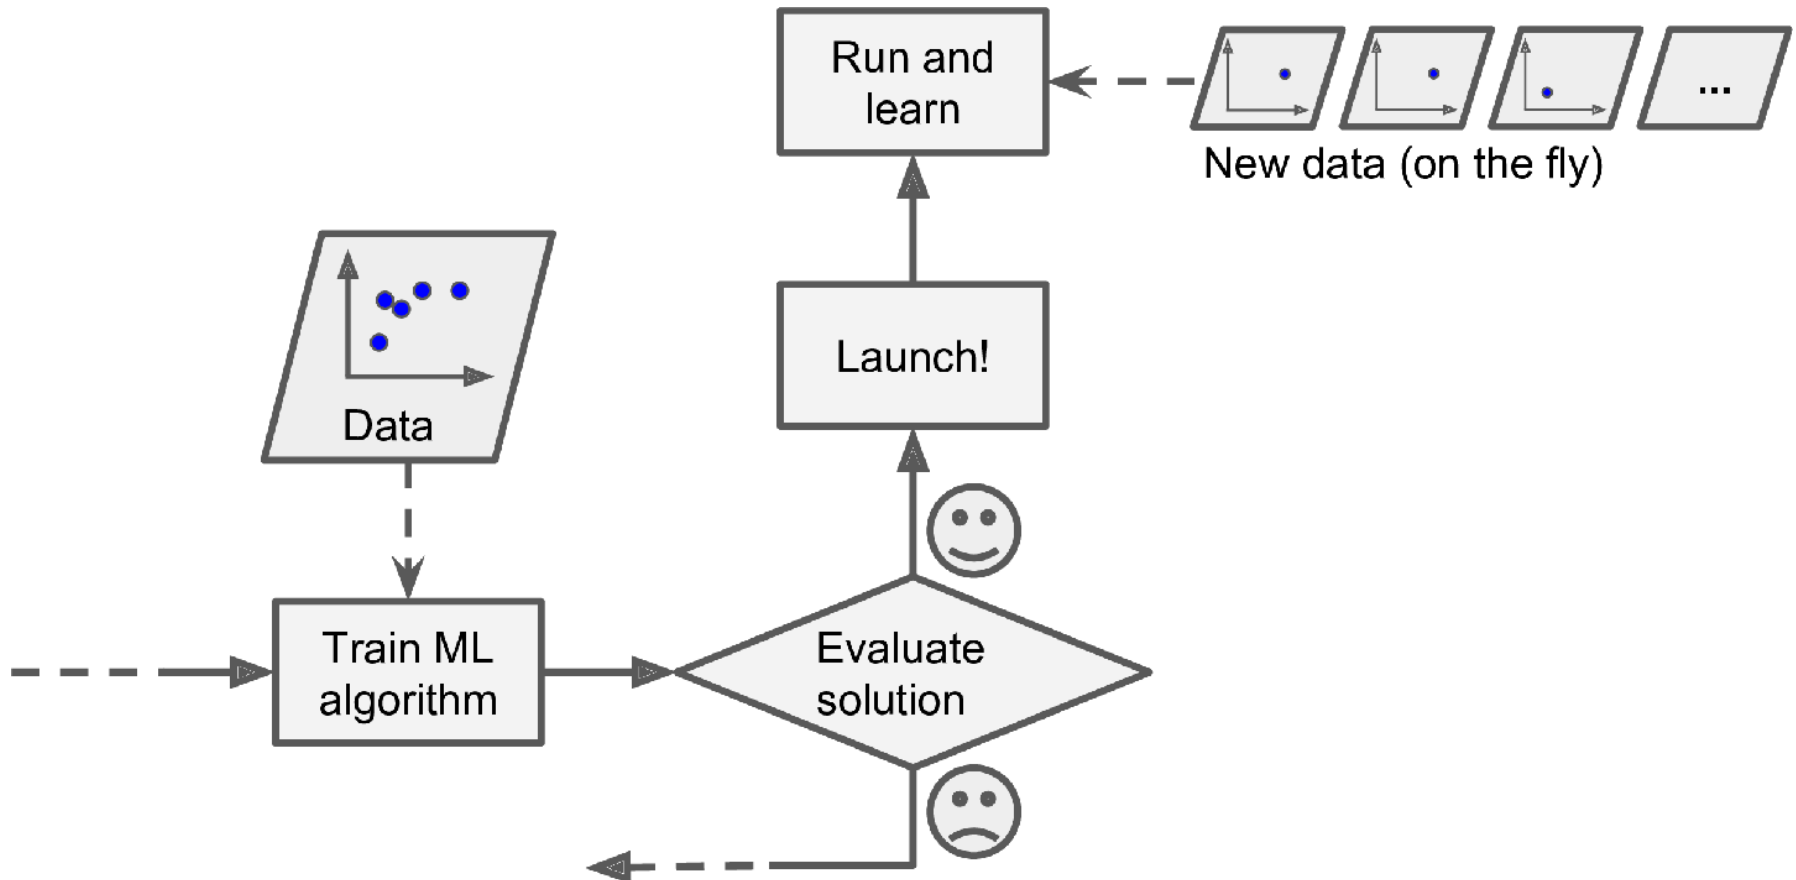 Run and
learn
...
New data (on the fly)
Launch!
Data
Train ML
algorithm
Evaluate
solution